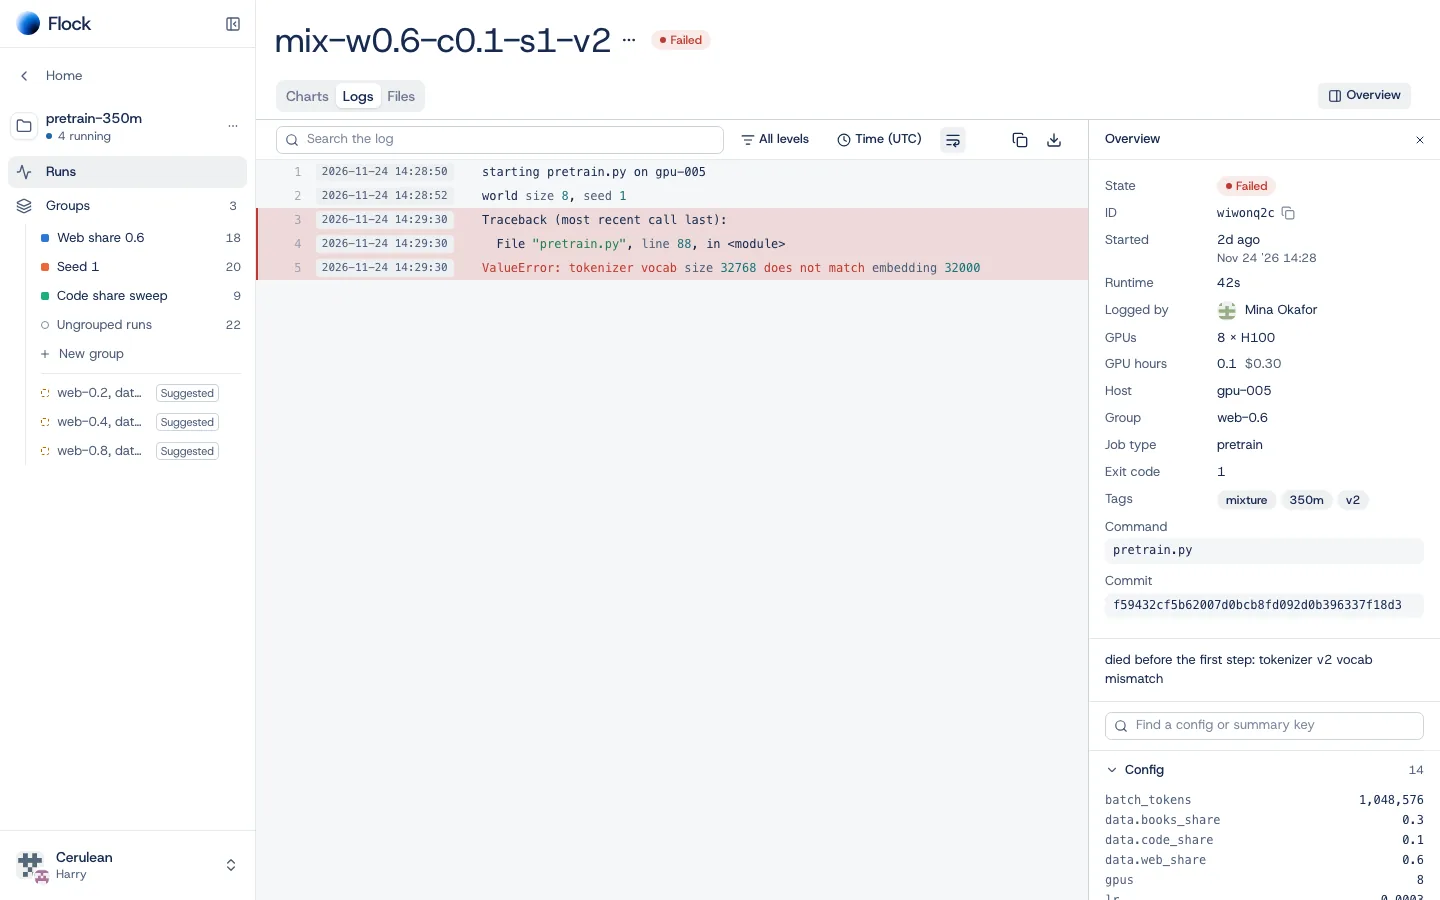 Flock
Home
pretrain-350m
4 running
Runs
Groups 3
Web share 0.6 18
Seed 1 20
Code share sweep 9
Ungrouped runs 22
New group
web-0.2, dat... Suggested
web-0.4, dat... Suggested
web-0.8, dat... Suggested
Cerulean
Harry
mix-w0.6-c0.1-s1-v2 ... Failed
Charts Logs Files
Overview
Search the log All levels Time (UTC)
1 2026-11-24 14:28:50 starting pretrain.py on gpu-005
2 2026-11-24 14:28:52 world size 8, seed 1
3 2026-11-24 14:29:30 Traceback (most recent call last):
4 2026-11-24 14:29:30 File "pretrain.py", line 88, in <module>
5 2026-11-24 14:29:30 ValueError: tokenizer vocab size 32768 does not match embedding 32000
Overview
State Failed
ID wiwonq2c
Started 2d ago
Nov 24 '26 14:28
Runtime 42s
Logged by Mina Okafor
GPUs 8 × H100
GPU hours 0.1 $0.30
Host gpu-005
Group web-0.6
Job type pretrain
Exit code 1
Tags mixture 350m v2
Command
pretrain.py
Commit
f59432cf5b62007d0bcb8fd092d0b396337f18d3
died before the first step: tokenizer v2 vocab
mismatch
Find a config or summary key
Config 14
batch_tokens 1,048,576
data.books_share 0.3
data.code_share 0.1
data.web_share 0.6
gpus 8
lr 0.0003